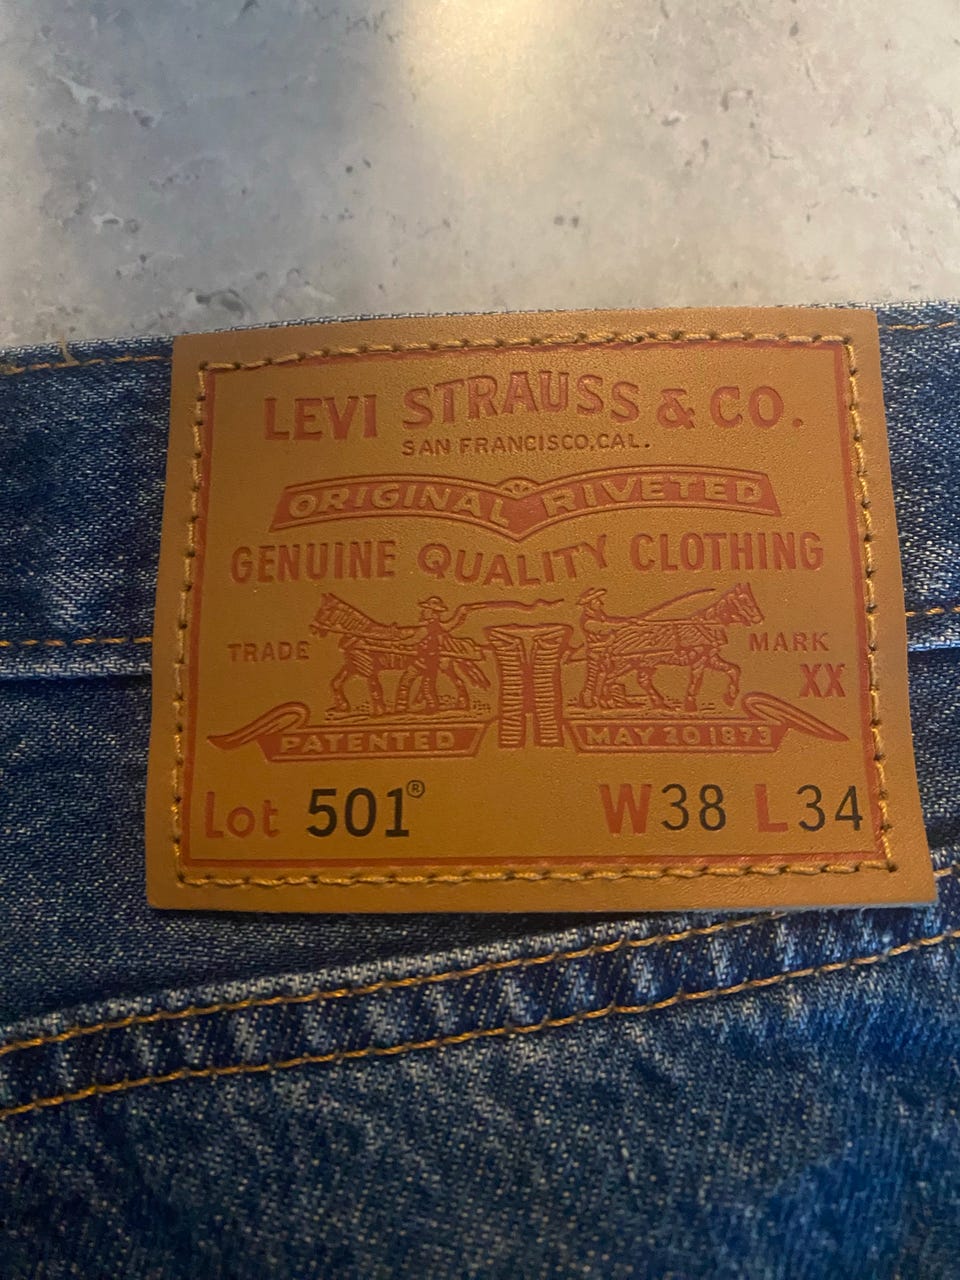 LEVI STRAUSS & CO.
SAN FRANCISCO, CAL.
ORIGINAL RIVETED
GENUINE QUALITY CLOTHING
TRADE MARK
XX
PATENTED MAY 20 1873
Lot 501® W38 L34